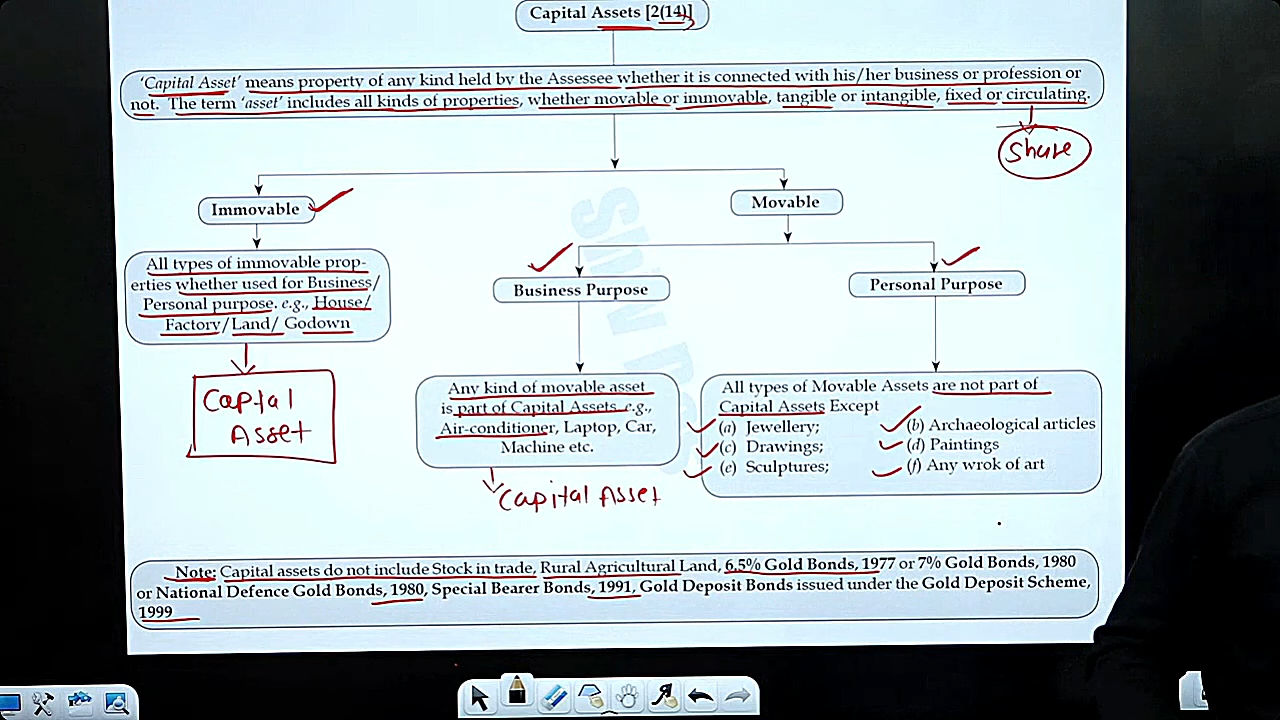 Capital Assets [2(14)]
'Capital Asset' means property of any kind held by the Assessee whether it is connected with his/her business or profession or
not. The term 'asset' includes all kinds of properties, whether movable or immovable, tangible or intangible, fixed or circulating.
Share
Immovable
Movable
All types of immovable prop-
erties whether used for Business/
Personal purpose. e.g., House/
Factory/Land/ Godown
Capital
Asset
Business Purpose
Personal Purpose
Any kind of movable asset
is part of Capital Assets e.g.,
Air-conditioner, Laptop, Car,
Machine etc.
Capital Asset
All types of Movable Assets are not part of
Capital Assets Except
(a) Jewellery; (b) Archaeological articles
(c) Drawings; (d) Paintings
(e) Sculptures; (f) Any wrok of art
Note: Capital assets do not include Stock in trade, Rural Agricultural Land, 6.5% Gold Bonds, 1977 or 7% Gold Bonds, 1980
or National Defence Gold Bonds, 1980, Special Bearer Bonds, 1991, Gold Deposit Bonds issued under the Gold Deposit Scheme,
1999